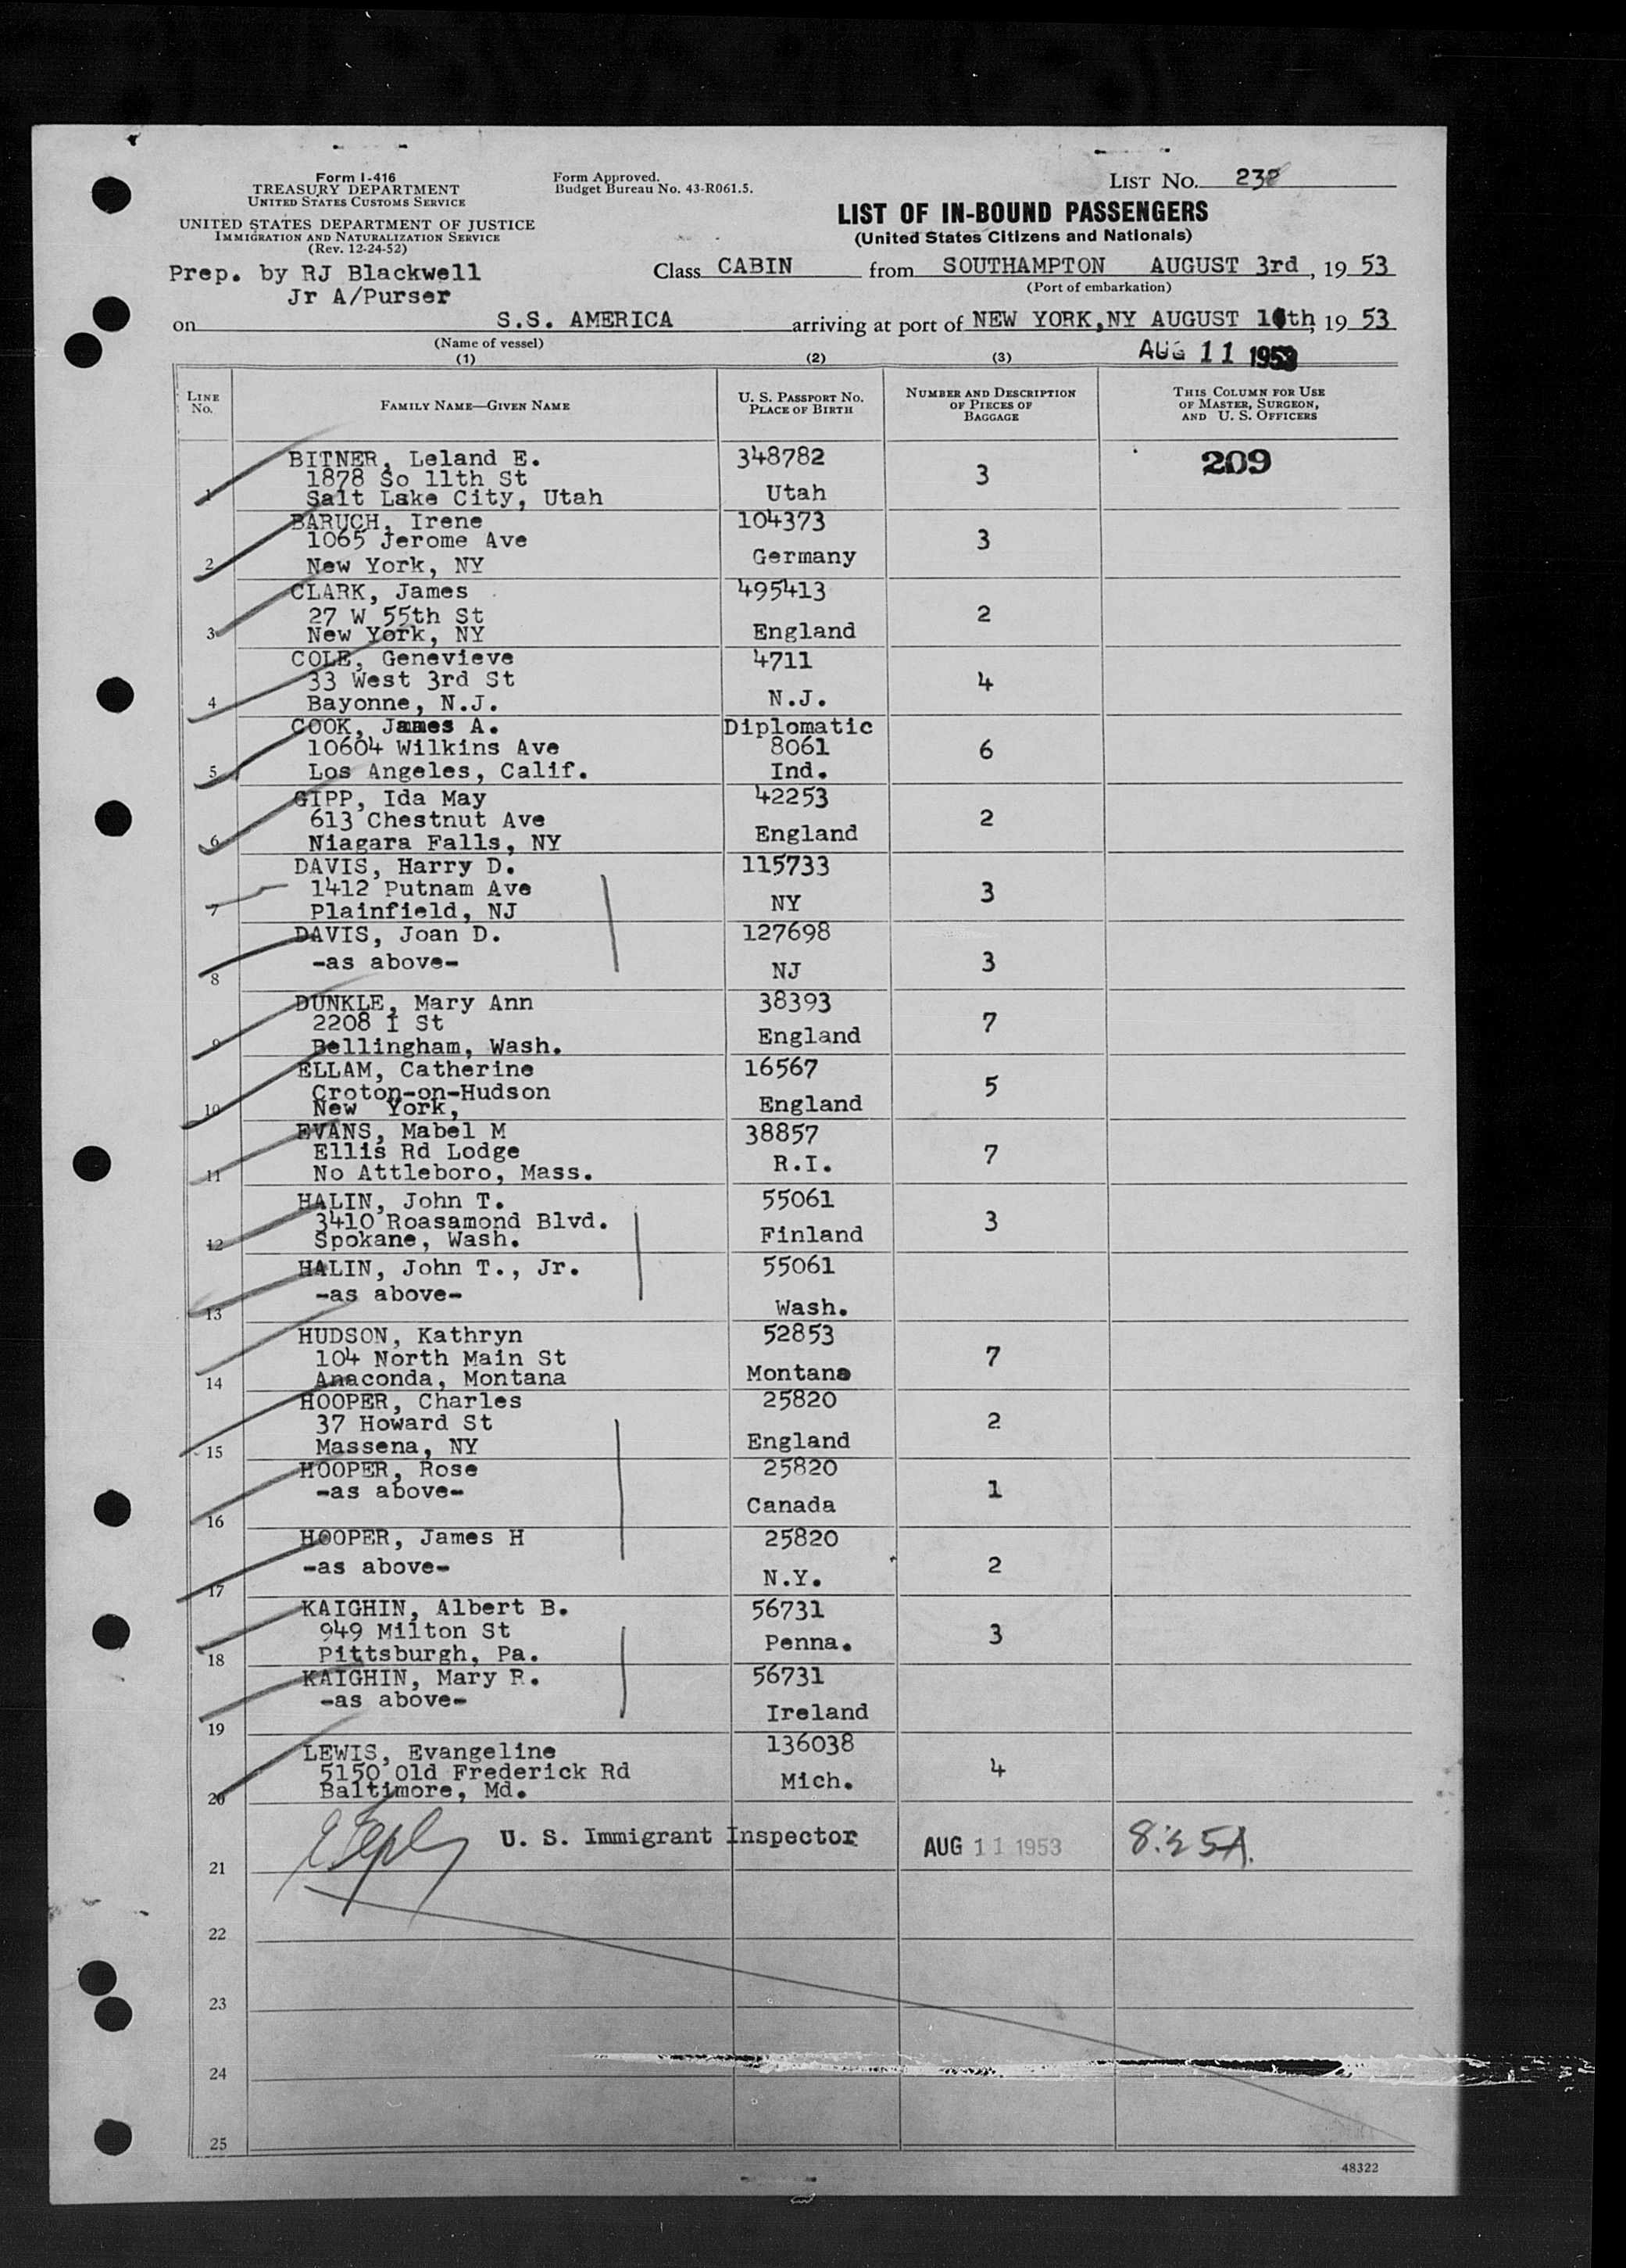 Form I-416
TREASURY DEPARTMENT
UNITED STATES CUSTOMS SERVICE
UNITED STATES DEPARTMENT OF JUSTICE
IMMIGRATION AND NATURALIZATION SERVICE
(Rev. 12-24-52)
Form Approved.
Budget Bureau No. 43-R061.5.
LIST NO. 232
LIST OF IN-BOUND PASSENGERS
(United States Citizens and Nationals)
Prep. by RJ Blackwell
Jr A/Purser
Class CABIN from SOUTHAMPTON AUGUST 3rd, 19 53
(Port of embarkation)
on S.S. AMERICA arriving at port of NEW YORK,NY AUGUST 10th, 19 53
(Name of vessel)
AUG 11 1953
(1) (2) (3)
LINE NO. FAMILY NAME—GIVEN NAME U. S. PASSPORT NO. PLACE OF BIRTH NUMBER AND DESCRIPTION OF PIECES OF BAGGAGE THIS COLUMN FOR USE OF MASTER, SURGEON, AND U. S. OFFICERS
BITNER, Leland E. 348782 209
1878 So 11th St 3
1 Salt Lake City, Utah Utah
BARUCH, Irene 104373
1065 Jerome Ave 3
2 New York, NY Germany
CLARK, James 495413
27 W 55th St 2
3 New York, NY England
COLE, Genevieve 4711
33 West 3rd St 4
4 Bayonne, N.J. N.J.
COOK, James A. Diplomatic
10604 Wilkins Ave 8061 6
5 Los Angeles, Calif. Ind.
GIPP, Ida May 42253
613 Chestnut Ave 2
6 Niagara Falls, NY England
DAVIS, Harry D. 115733
1412 Putnam Ave 3
7 Plainfield, NJ NY
DAVIS, Joan D. 127698
-as above- 3
8 NJ
DUNKLE, Mary Ann 38393
2208 I St 7
9 Bellingham, Wash. England
ELLAM, Catherine 16567
Croton-on-Hudson 5
10 New York, England
EVANS, Mabel M 38857
Ellis Rd Lodge 7
11 No Attleboro, Mass. R.I.
HALIN, John T. 55061
3410 Roasamond Blvd. 3
12 Spokane, Wash. Finland
HALIN, John T., Jr. 55061
-as above-
13 Wash.
HUDSON, Kathryn 52853
104 North Main St 7
14 Anaconda, Montana Montana
HOOPER, Charles 25820
37 Howard St 2
15 Massena, NY England
HOOPER, Rose 25820
-as above- 1
16 Canada
HOOPER, James H 25820
-as above- 2
17 N.Y.
KAIGHIN, Albert B. 56731
949 Milton St 3
18 Pittsburgh, Pa. Penna.
KAIGHIN, Mary R. 56731
-as above-
19 Ireland
LEWIS, Evangeline 136038
5150 Old Frederick Rd 4
20 Baltimore, Md. Mich.
U. S. Immigrant Inspector AUG 11 1953 8:25A.
21
22
23
24
25
48322